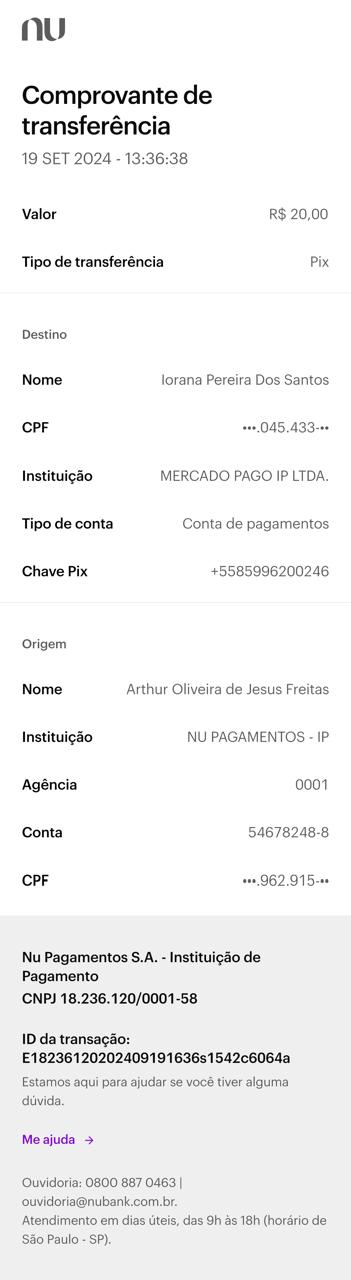 nu
Comprovante de
transferência
19 SET 2024 - 13:36:38
Valor R$ 20,00
Tipo de transferência Pix
Destino
Nome Iorana Pereira Dos Santos
CPF •••.045.433-••
Instituição MERCADO PAGO IP LTDA.
Tipo de conta Conta de pagamentos
Chave Pix +5585996200246
Origem
Nome Arthur Oliveira de Jesus Freitas
Instituição NU PAGAMENTOS - IP
Agência 0001
Conta 54678248-8
CPF •••.962.915-••
Nu Pagamentos S.A. - Instituição de
Pagamento
CNPJ 18.236.120/0001-58
ID da transação:
E18236120202409191636s1542c6064a
Estamos aqui para ajudar se você tiver alguma
dúvida.
Me ajuda →
Ouvidoria: 0800 887 0463 |
ouvidoria@nubank.com.br.
Atendimento em dias úteis, das 9h às 18h (horário de
São Paulo - SP).